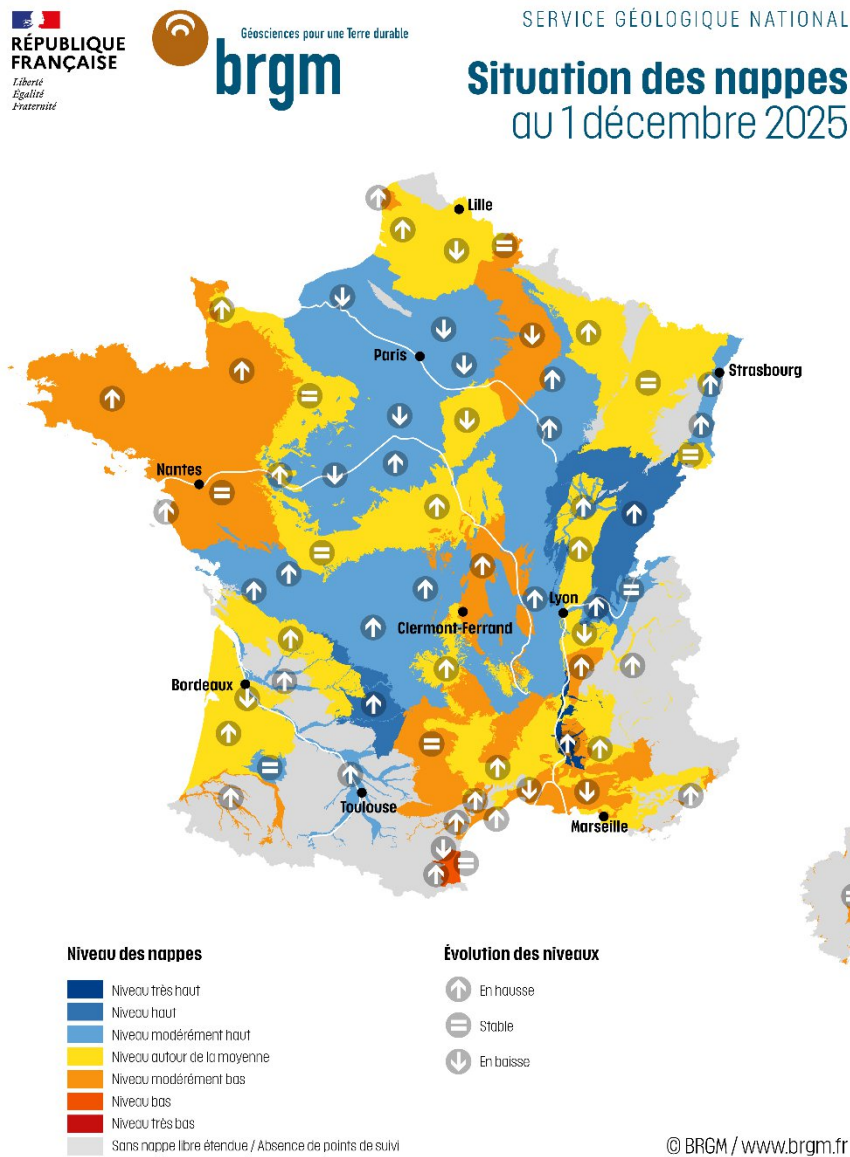 RÉPUBLIQUE
FRANÇAISE
Liberté
Égalité
Fraternité
Géosciences pour une Terre durable
brgm
SERVICE GÉOLOGIQUE NATIONAL
Situation des nappes
au 1 décembre 2025
Lille
Paris
Strasbourg
Nantes
Lyon
Clermont-Ferrand
Bordeaux
Toulouse
Marseille
Niveau des nappes
Niveau très haut
Niveau haut
Niveau modérément haut
Niveau autour de la moyenne
Niveau modérément bas
Niveau bas
Niveau très bas
Sans nappe libre étendue / Absence de points de suivi
Évolution des niveaux
En hausse
Stable
En baisse
© BRGM / www.brgm.fr